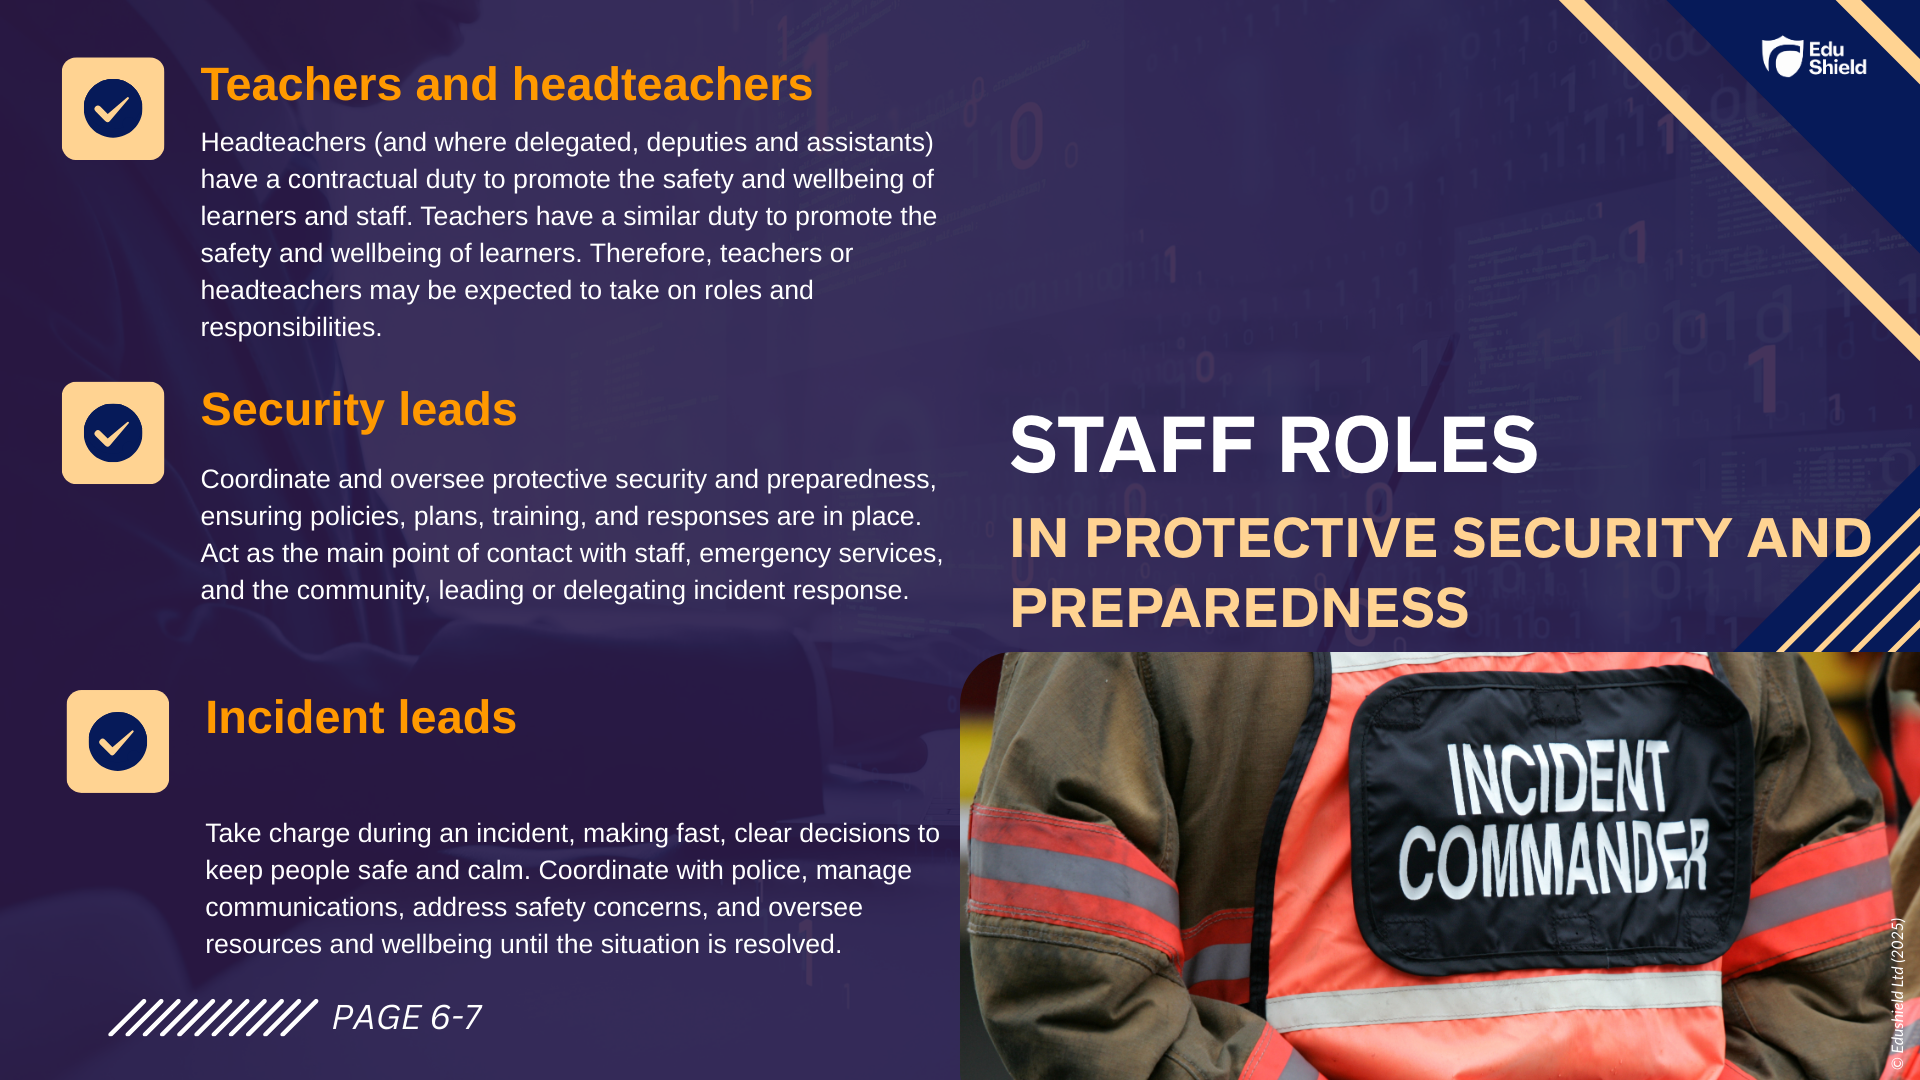 Teachers and headteachers
Headteachers (and where delegated, deputies and assistants)
have a contractual duty to promote the safety and wellbeing of
learners and staff. Teachers have a similar duty to promote the
safety and wellbeing of learners. Therefore, teachers or
headteachers may be expected to take on roles and
responsibilities.
Security leads
Coordinate and oversee protective security and preparedness,
ensuring policies, plans, training, and responses are in place.
Act as the main point of contact with staff, emergency services,
and the community, leading or delegating incident response.
Incident leads
Take charge during an incident, making fast, clear decisions to
keep people safe and calm. Coordinate with police, manage
communications, address safety concerns, and oversee
resources and wellbeing until the situation is resolved.
PAGE 6-7
Edu
Shield
STAFF ROLES
IN PROTECTIVE SECURITY AND
PREPAREDNESS
INCIDENT
COMMANDER
© Edushield Ltd (2025)